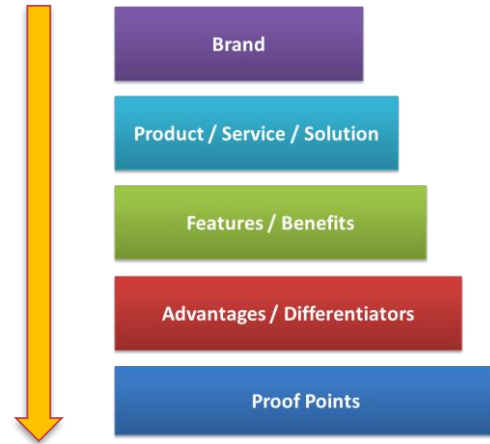 Brand
Product / Service / Solution
Features / Benefits
Advantages / Differentiators
Proof Points